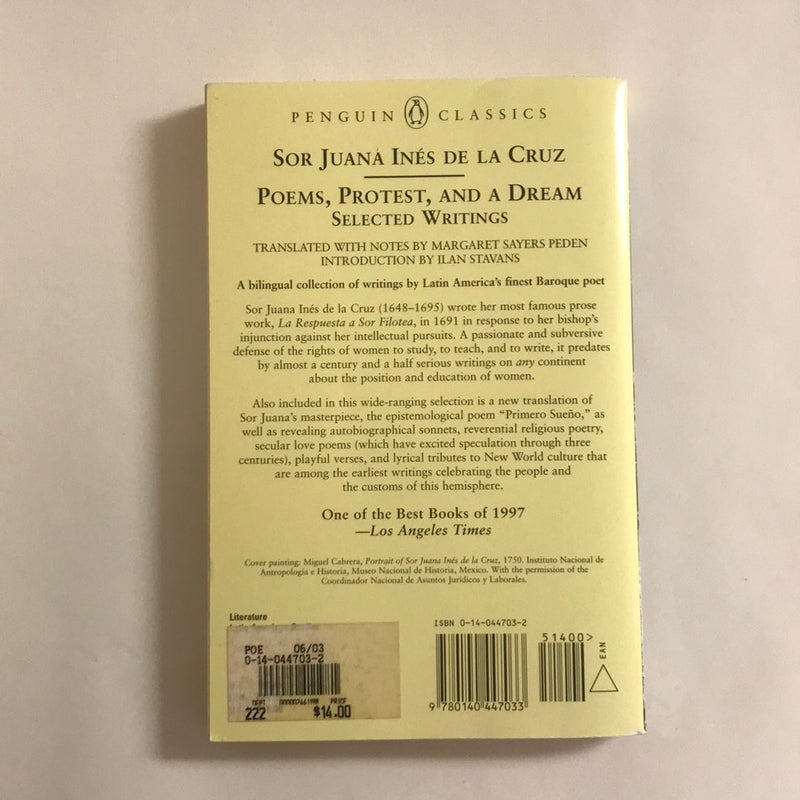 PENGUIN CLASSICS
SOR JUANA INÉS DE LA CRUZ
POEMS, PROTEST, AND A DREAM
SELECTED WRITINGS
TRANSLATED WITH NOTES BY MARGARET SAYERS PEDEN
INTRODUCTION BY ILAN STAVANS
A bilingual collection of writings by Latin America's finest Baroque poet
Sor Juana Inés de la Cruz (1648–1695) wrote her most famous prose
work, La Respuesta a Sor Filotea, in 1691 in response to her bishop's
injunction against her intellectual pursuits. A passionate and subversive
defense of the rights of women to study, to teach, and to write, it predates
by almost a century and a half serious writings on any continent
about the position and education of women.
Also included in this wide-ranging selection is a new translation of
Sor Juana's masterpiece, the epistemological poem “Primero Sueño,” as
well as revealing autobiographical sonnets, reverential religious poetry,
secular love poems (which have excited speculation through three
centuries), playful verses, and lyrical tributes to New World culture that
are among the earliest writings celebrating the people and
the customs of this hemisphere.
One of the Best Books of 1997
—Los Angeles Times
Cover painting: Miguel Cabrera, Portrait of Sor Juana Inés de la Cruz, 1750. Instituto Nacional de
Antropología e Historia, Museo Nacional de Historia, Mexico. With the permission of the
Coordinador Nacional de Asuntos Jurídicos y Laborales.
Literature
POE 06/03
0-14-044703-2
DEPT PRICE
222 $14.00
ISBN 0-14-044703-2
51400>
EAN
9 780140 447033